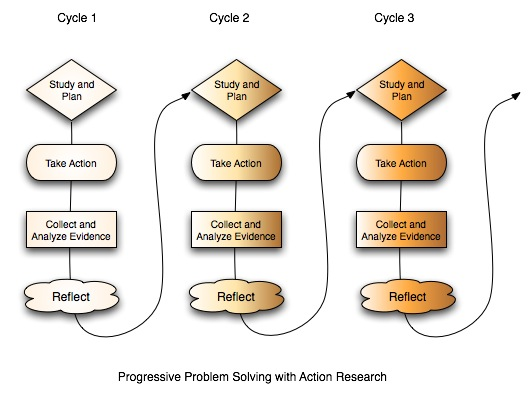 Cycle 1
Cycle 2
Cycle 3
Study and
Plan
Study and
Plan
Study and
Plan
Take Action
Take Action
Take Action
Collect and
Analyze Evidence
Collect and
Analyze Evidence
Collect and
Analyze Evidence
Reflect
Reflect
Reflect
Progressive Problem Solving with Action Research